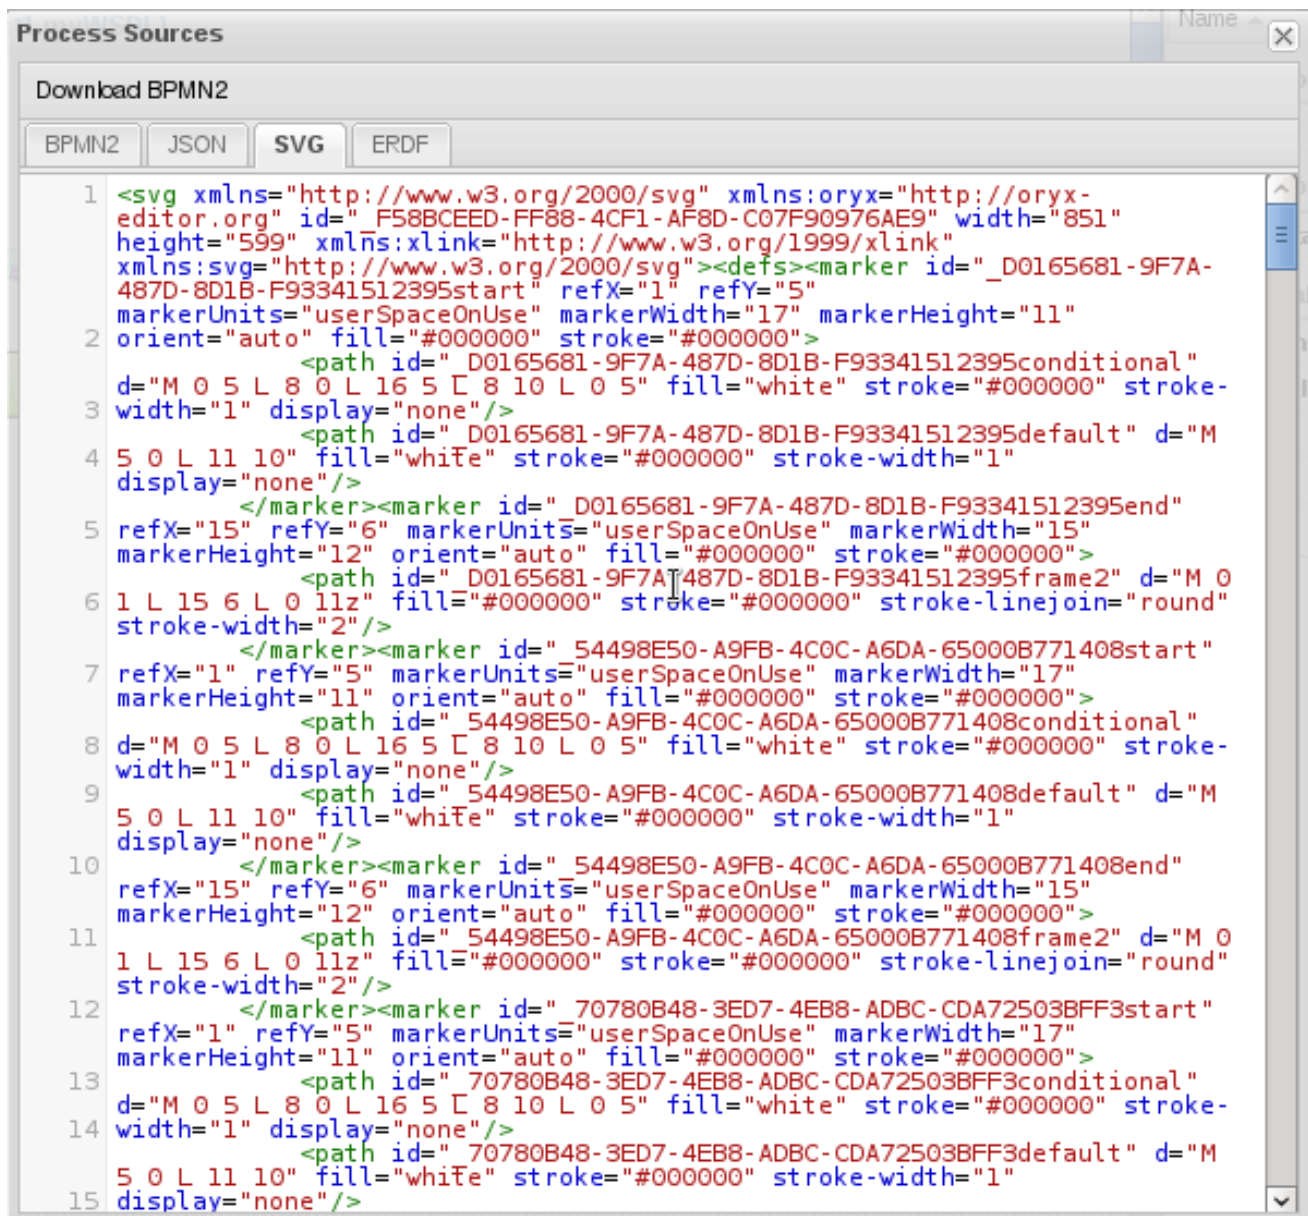 Name
Process Sources
Download BPMN2
BPMN2 JSON SVG ERDF
1 <svg xmlns="http://www.w3.org/2000/svg" xmlns:oryx="http://oryx-
editor.org" id="_F58BCEED-FF88-4CF1-AF8D-C07F90976AE9" width="851"
height="599" xmlns:xlink="http://www.w3.org/1999/xlink"
xmlns:svg="http://www.w3.org/2000/svg"><defs><marker id="_D0165681-9F7A-
487D-8D1B-F93341512395start" refX="1" refY="5"
markerUnits="userSpaceOnUse" markerWidth="17" markerHeight="11"
2 orient="auto" fill="#000000" stroke="#000000">
<path id="_D0165681-9F7A-487D-8D1B-F93341512395conditional"
d="M 0 5 L 8 0 L 16 5 L 8 10 L 0 5" fill="white" stroke="#000000" stroke-
3 width="1" display="none"/>
<path id="_D0165681-9F7A-487D-8D1B-F93341512395default" d="M
4 5 0 L 11 10" fill="white" stroke="#000000" stroke-width="1"
display="none"/>
</marker><marker id="_D0165681-9F7A-487D-8D1B-F93341512395end"
5 refX="15" refY="6" markerUnits="userSpaceOnUse" markerWidth="15"
markerHeight="12" orient="auto" fill="#000000" stroke="#000000">
<path id="_D0165681-9F7A-487D-8D1B-F93341512395frame2" d="M 0
6 1 L 15 6 L 0 11z" fill="#000000" stroke="#000000" stroke-linejoin="round"
stroke-width="2"/>
</marker><marker id="_54498E50-A9FB-4C0C-A6DA-65000B771408start"
7 refX="1" refY="5" markerUnits="userSpaceOnUse" markerWidth="17"
markerHeight="11" orient="auto" fill="#000000" stroke="#000000">
<path id="_54498E50-A9FB-4C0C-A6DA-65000B771408conditional"
8 d="M 0 5 L 8 0 L 16 5 L 8 10 L 0 5" fill="white" stroke="#000000" stroke-
width="1" display="none"/>
9 <path id="_54498E50-A9FB-4C0C-A6DA-65000B771408default" d="M
5 0 L 11 10" fill="white" stroke="#000000" stroke-width="1"
display="none"/>
10 </marker><marker id="_54498E50-A9FB-4C0C-A6DA-65000B771408end"
refX="15" refY="6" markerUnits="userSpaceOnUse" markerWidth="15"
markerHeight="12" orient="auto" fill="#000000" stroke="#000000">
11 <path id="_54498E50-A9FB-4C0C-A6DA-65000B771408frame2" d="M 0
1 L 15 6 L 0 11z" fill="#000000" stroke="#000000" stroke-linejoin="round"
stroke-width="2"/>
12 </marker><marker id="_70780B48-3ED7-4EB8-ADBC-CDA72503BFF3start"
refX="1" refY="5" markerUnits="userSpaceOnUse" markerWidth="17"
markerHeight="11" orient="auto" fill="#000000" stroke="#000000">
13 <path id="_70780B48-3ED7-4EB8-ADBC-CDA72503BFF3conditional"
d="M 0 5 L 8 0 L 16 5 L 8 10 L 0 5" fill="white" stroke="#000000" stroke-
14 width="1" display="none"/>
<path id="_70780B48-3ED7-4EB8-ADBC-CDA72503BFF3default" d="M
5 0 L 11 10" fill="white" stroke="#000000" stroke-width="1"
15 display="none"/>